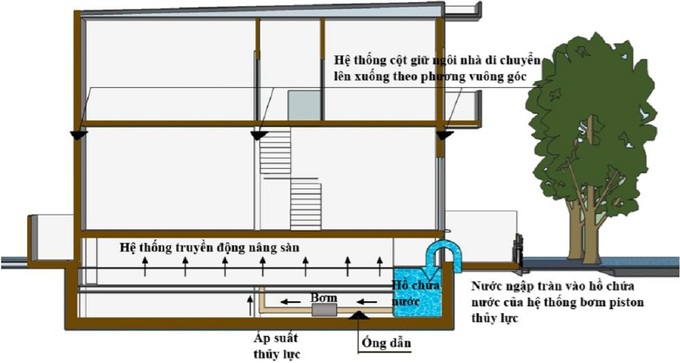 Hệ thống cột giữ ngôi nhà di chuyển
lên xuống theo phương vuông góc
Hệ thống truyền động nâng sàn
Hồ chứa
nước
Bơm
Nước ngập tràn vào hồ chứa
nước của hệ thống bơm piston
thủy lực
Áp suất
thủy lực
Ống dẫn